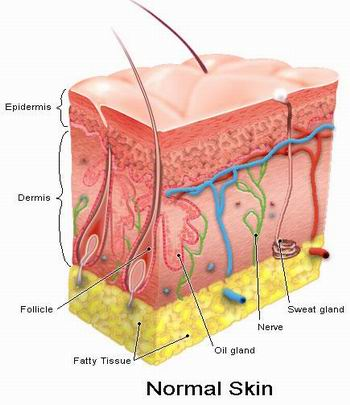 Epidermis
Dermis
Follicle
Sweat gland
Nerve
Oil gland
Fatty Tissue
Normal Skin